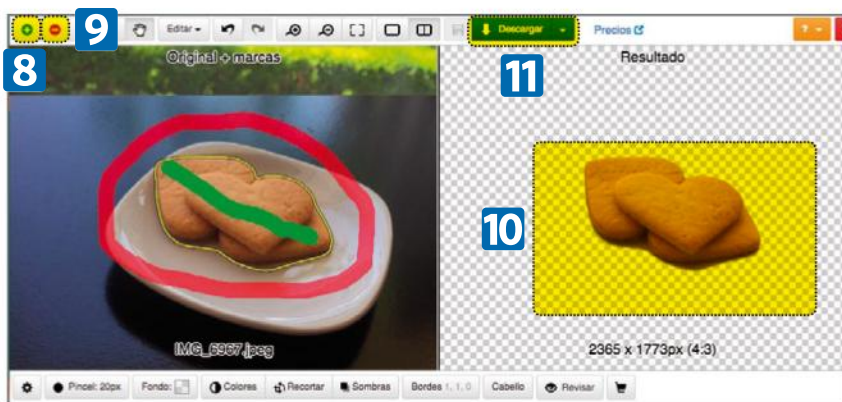 9 Editar Descargar Precios ?
8 Original + marcas 11 Resultado
10
IMG_6967.jpeg 2365 x 1773px (4:3)
Pincel: 20px Fondo: Colores Recortar Sombras Bordes 1, 1, 0 Cabello Revisar